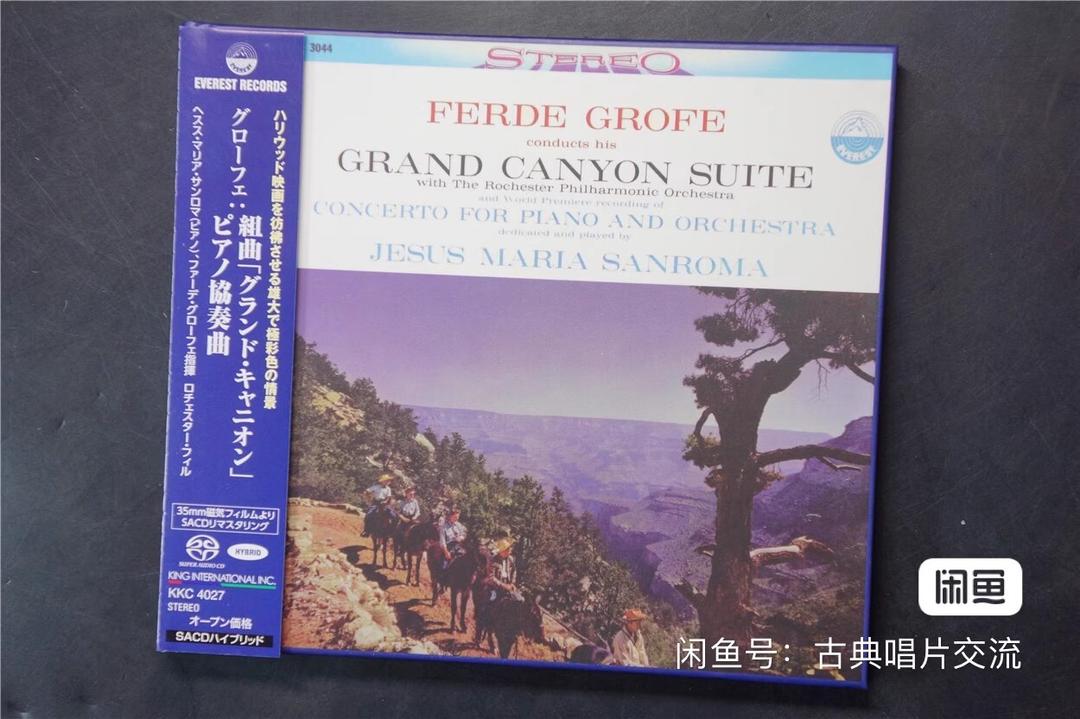 EVEREST
EVEREST RECORDS
ハリウッド映画を彷彿させる雄大で極彩色の情景
グローフェ：組曲「グランド・キャニオン」
ピアノ協奏曲
ヘスス・マリア・サンロマ（ピアノ）、ファーデ・グローフェ指揮 ロチェスター・フィル
35mm磁気フィルムより
SACDリマスタリング
SUPER AUDIO CD
HYBRID
KING INTERNATIONAL INC.
KKC 4027
STEREO
オープン価格
SACDハイブリッド
3044
STEREO
FERDE GROFE
conducts his
GRAND CANYON SUITE
with The Rochester Philharmonic Orchestra
and World Premiere recording of
CONCERTO FOR PIANO AND ORCHESTRA
dedicated and played by
JESUS MARIA SANROMA
EVEREST
闲鱼
闲鱼号：古典唱片交流